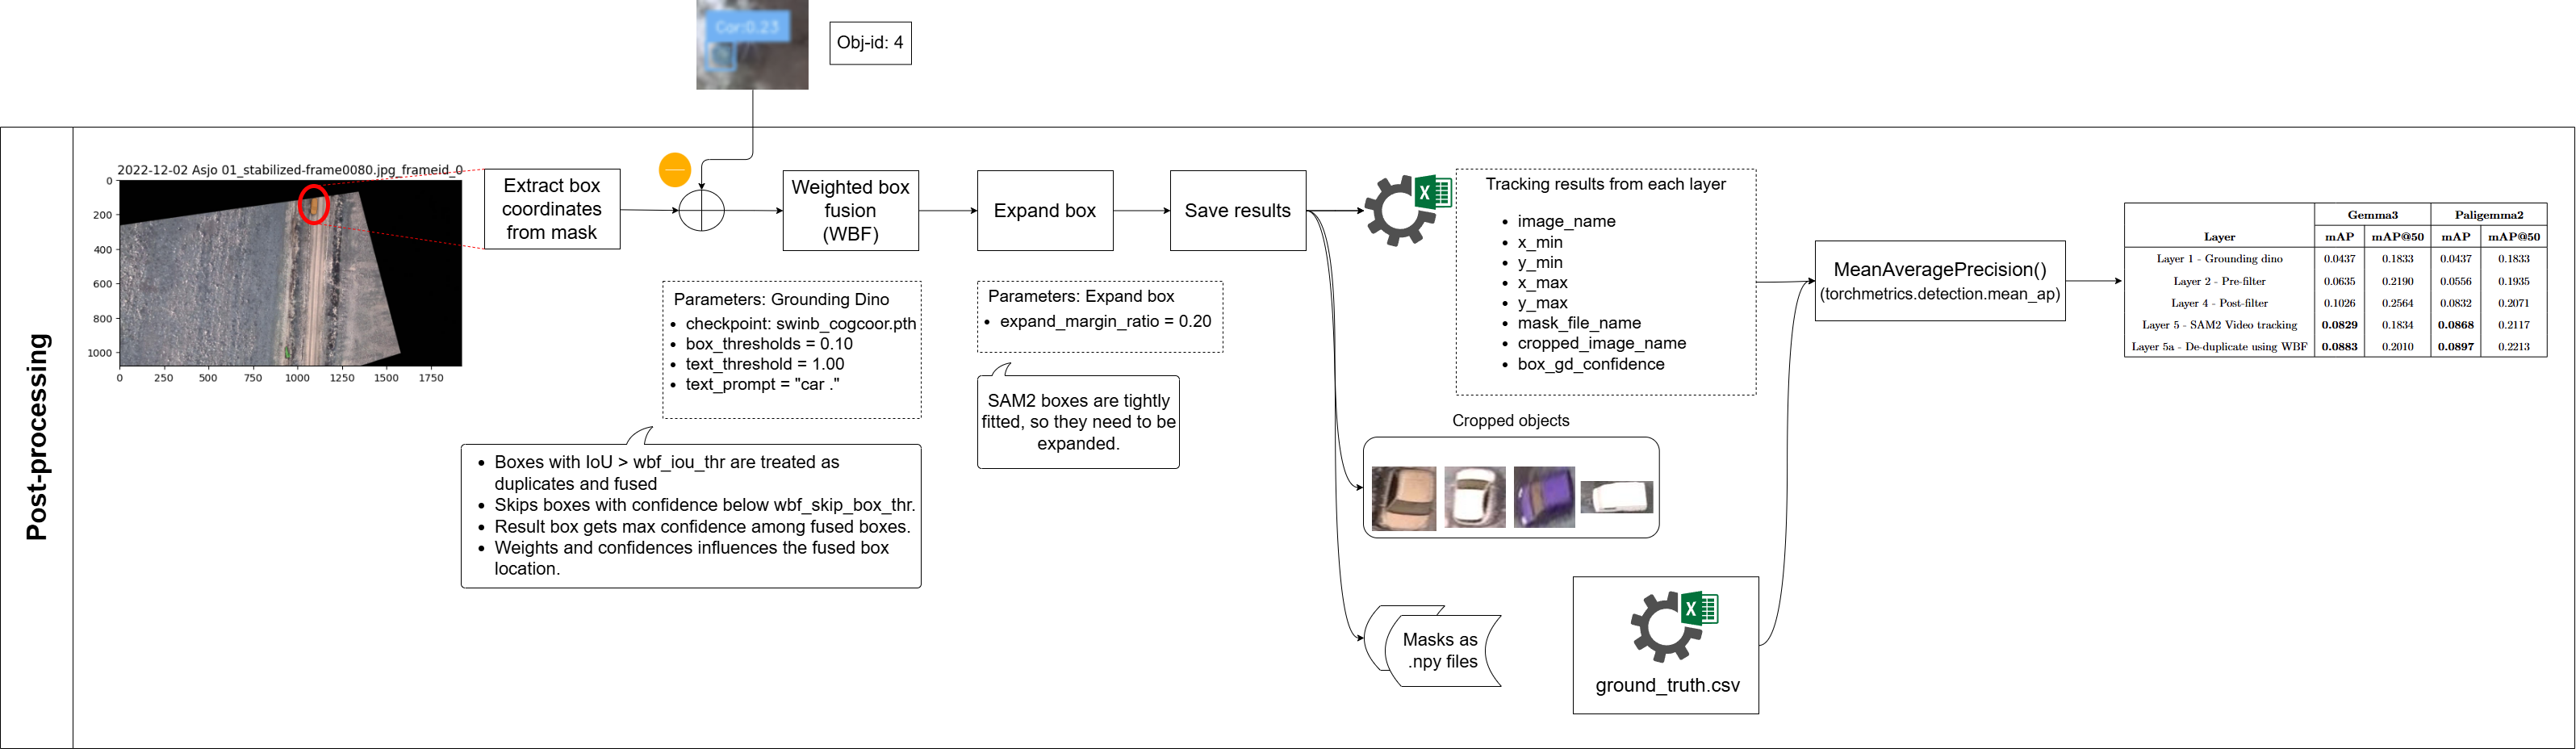 Car:0.23
Obj-id: 4
Post-processing
2022-12-02 Asjo 01_stabilized-frame0080.jpg_frameid_0
0
200
400
600
800
1000
0 250 500 750 1000 1250 1500 1750
Extract box
coordinates
from mask
Weighted box
fusion
(WBF)
Expand box
Save results
Parameters: Grounding Dino
• checkpoint: swinb_cogcoor.pth
• box_thresholds = 0.10
• text_threshold = 1.00
• text_prompt = "car ."
• Boxes with IoU > wbf_iou_thr are treated as
duplicates and fused
• Skips boxes with confidence below wbf_skip_box_thr.
• Result box gets max confidence among fused boxes.
• Weights and confidences influences the fused box
location.
Parameters: Expand box
• expand_margin_ratio = 0.20
SAM2 boxes are tightly
fitted, so they need to be
expanded.
X
Tracking results from each layer
• image_name
• x_min
• y_min
• x_max
• y_max
• mask_file_name
• cropped_image_name
• box_gd_confidence
Cropped objects
Masks as
.npy files
X
ground_truth.csv
MeanAveragePrecision()
(torchmetrics.detection.mean_ap)
Gemma3 Paligemma2
Layer mAP mAP@50 mAP mAP@50
Layer 1 - Grounding dino 0.0437 0.1833 0.0437 0.1833
Layer 2 - Pre-filter 0.0635 0.2190 0.0556 0.1935
Layer 4 - Post-filter 0.1026 0.2564 0.0832 0.2071
Layer 5 - SAM2 Video tracking 0.0829 0.1834 0.0868 0.2117
Layer 5a - De-duplicate using WBF 0.0883 0.2010 0.0897 0.2213